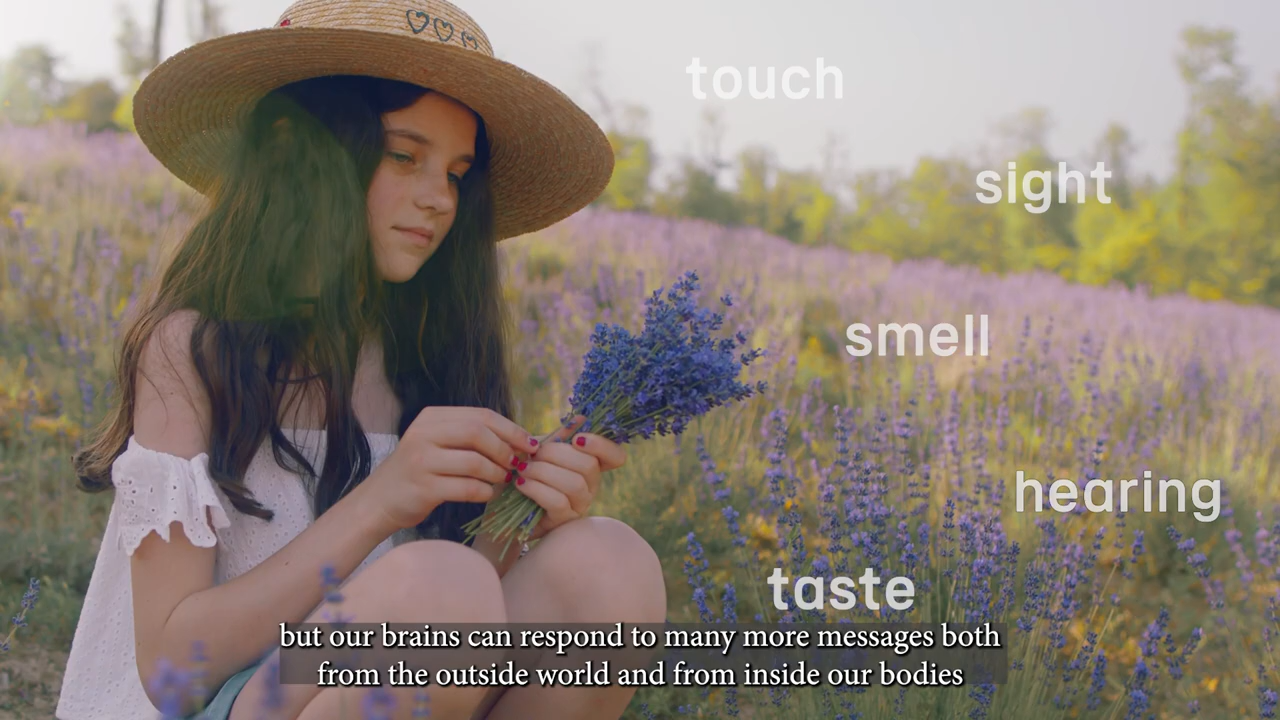 touch
sight
smell
hearing
taste
but our brains can respond to many more messages both
from the outside world and from inside our bodies